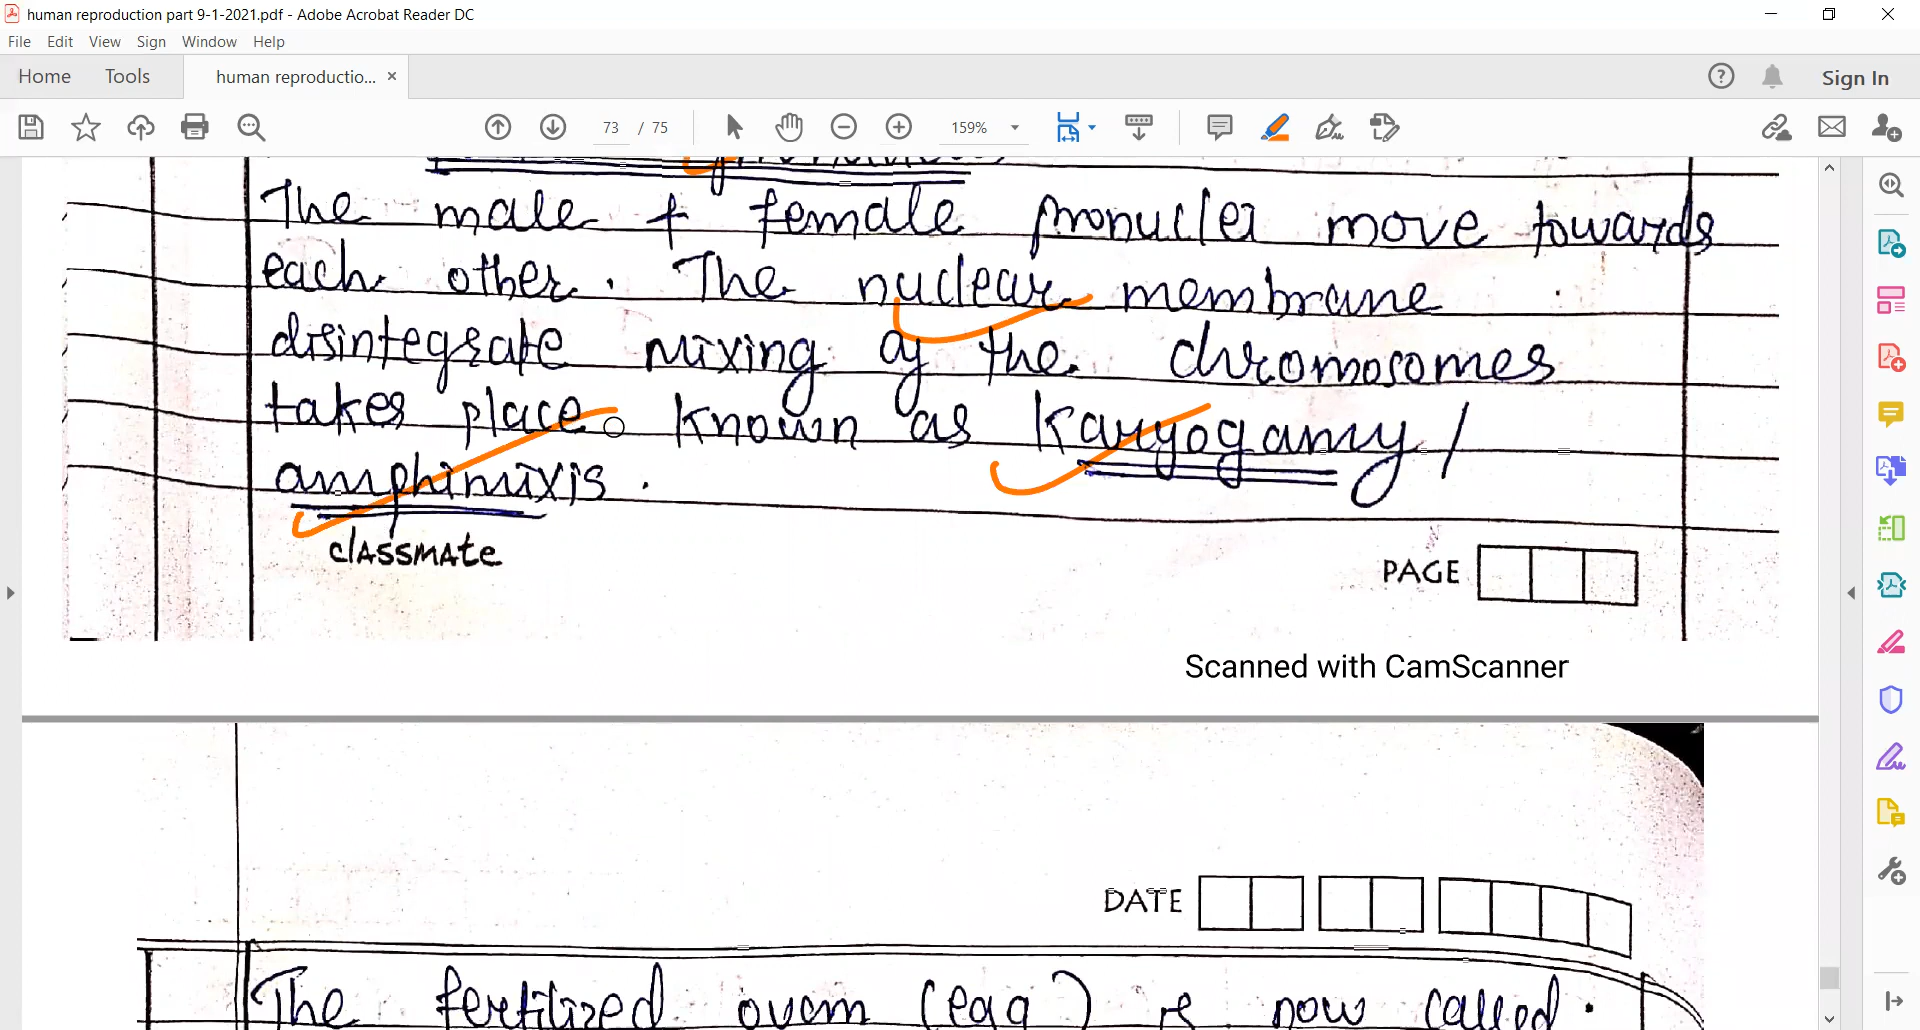 human reproduction part 9-1-2021.pdf - Adobe Acrobat Reader DC
File Edit View Sign Window Help
Home Tools human reproductio... × Sign In
73 / 75 159%
The male + female pronuclei move towards
each other. The nuclear membrane
disintegrate mixing of the chromosomes
takes place. known as karyogamy /
amphimixis.
classmate
PAGE
Scanned with CamScanner
DATE
The fertilized ovum (egg) is now called.